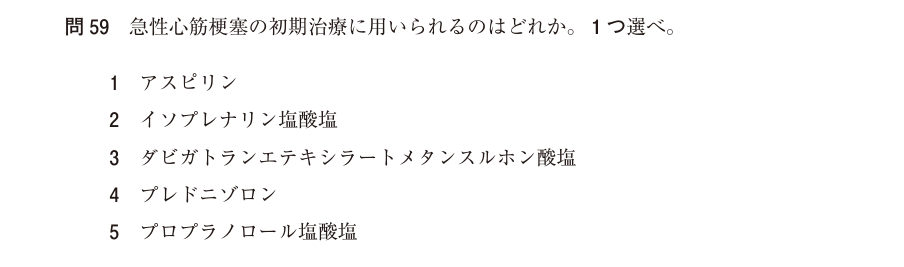 問59 急性心筋梗塞の初期治療に用いられるのはどれか。1つ選べ。
1 アスピリン
2 イソプレナリン塩酸塩
3 ダビガトランエテキシラートメタンスルホン酸塩
4 プレドニゾロン
5 プロプラノロール塩酸塩